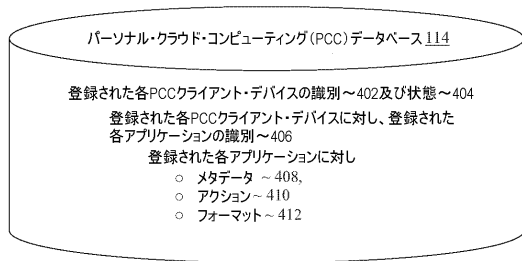 パーソナル・クラウド・コンピューティング(PCC)データベース 114
登録された各PCCクライアント・デバイスの識別~402及び状態~404
登録された各PCCクライアント・デバイスに対し、登録された
各アプリケーションの識別~406
登録された各アプリケーションに対し
○ メタデータ ~ 408,
○ アクション~ 410
○ フォーマット~ 412